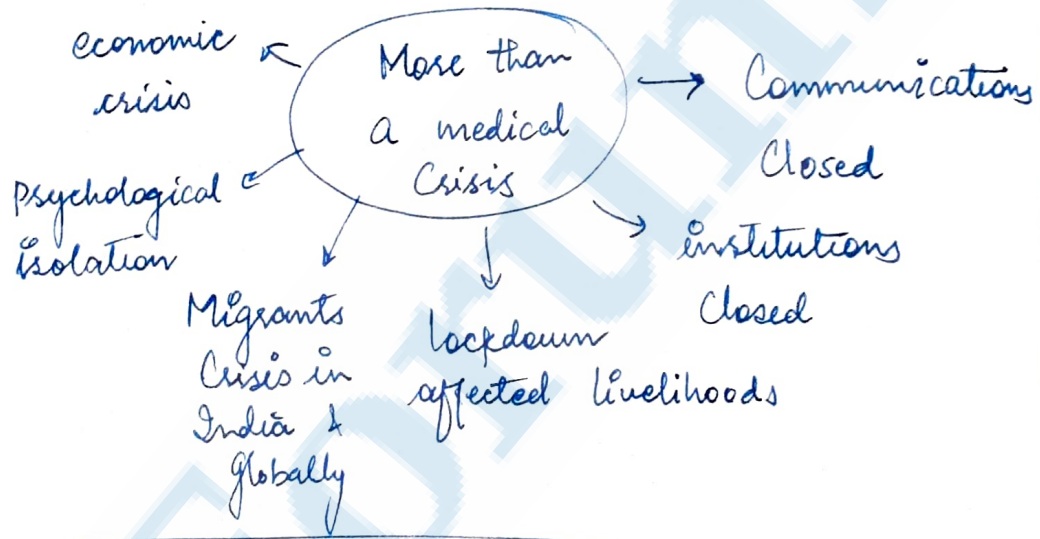 More than
a medical
Crisis
economic
crisis
Psychological
isolation
Migrants
Crisis in
India &
Globally
lockdown
affected livelihoods
institutions
Closed
Communications
Closed
Forum